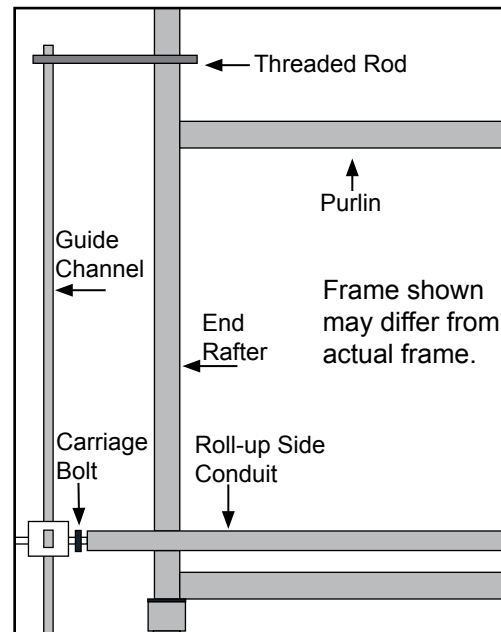 Threaded Rod
Purlin
Guide
Channel
Frame shown
may differ from
actual frame.
End
Rafter
Carriage
Bolt
Roll-up Side
Conduit